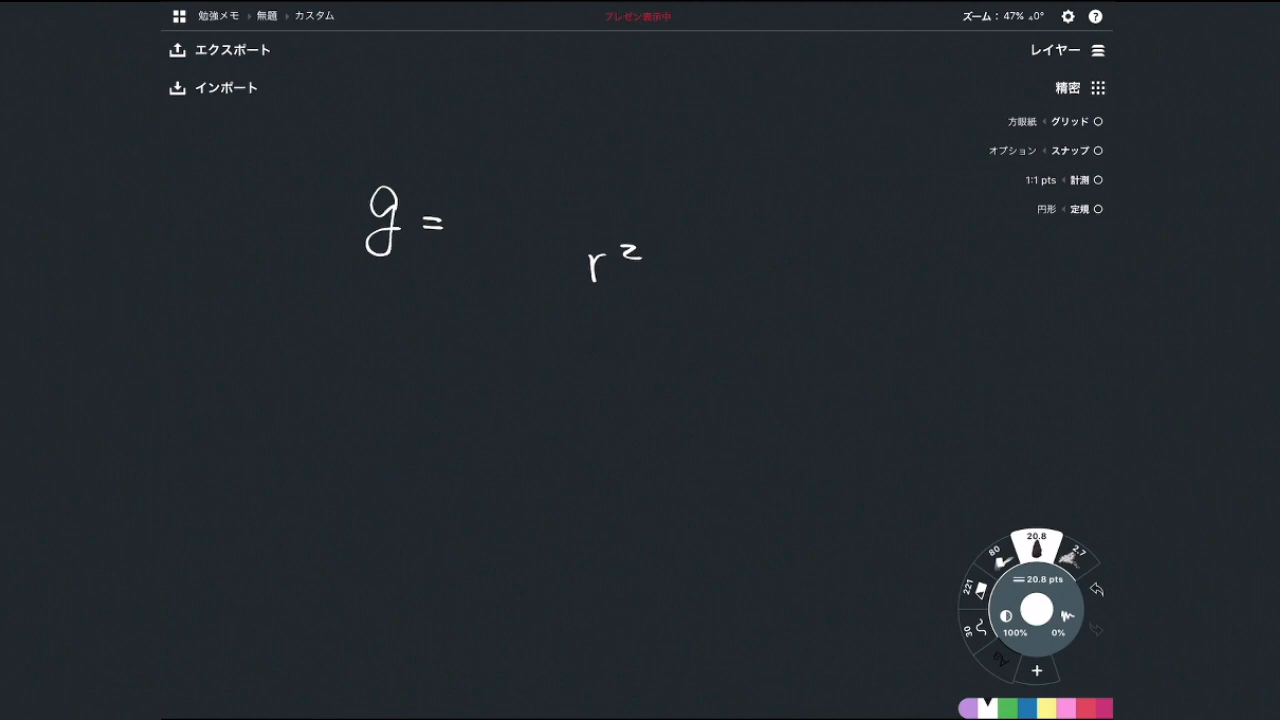 勉強メモ 無題 カスタム プレゼン表示中 ズーム：47% ⊿0° ?
エクスポート レイヤー
インポート 精密
方眼紙 グリッド
オプション スナップ
1:1 pts 計測
円形 定規
g =
r²
20.8
80 2.7
221 20.8 pts
30 100% 0%
Aa
+